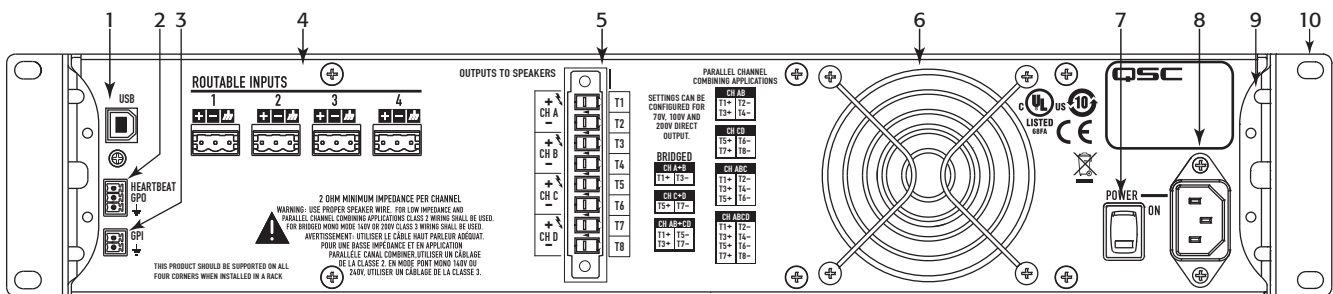 1 2 3 4 5 6 7 8 9 10
USB
HEARTBEAT
GPO
GPI
THIS PRODUCT SHOULD BE SUPPORTED ON ALL
FOUR CORNERS WHEN INSTALLED IN A RACK
ROUTABLE INPUTS
1 2 3 4
+ − + − + − + −
2 OHM MINIMUM IMPEDANCE PER CHANNEL
WARNING: USE PROPER SPEAKER WIRE. FOR LOW IMPEDANCE AND
PARALLEL CHANNEL COMBINING APPLICATIONS CLASS 2 WIRING SHALL BE USED.
FOR BRIDGED MONO MODE 140V OR 200V CLASS 3 WIRING SHALL BE USED.
AVERTISSEMENT: UTILISER LE CÂBLE HAUT PARLEUR ADÉQUAT.
POUR UNE BASSE IMPÉDANCE ET EN APPLICATION
PARALLÈLE CANAL COMBINER,UTILISER UN CÂBLAGE
DE LA CLASSE 2. EN MODE PONT MONO 140V OU
240V, UTILISER UN CÂBLAGE DE LA CLASSE 3.
OUTPUTS TO SPEAKERS
+
CH A
−
+
CH B
−
+
CH C
−
+
CH D
−
T1
T2
T3
T4
T5
T6
T7
T8
SETTINGS CAN BE
CONFIGURED FOR
70V, 100V AND
200V DIRECT
OUTPUT.
BRIDGED
CH A+B
T1+ T3−
CH C+D
T5+ T7−
CH AB+CD
T1+ T5−
T3+ T7−
PARALLEL CHANNEL
COMBINING APPLICATIONS
CH AB
T1+ T2−
T3+ T4−
CH CD
T5+ T6−
T7+ T8−
CH ABC
T1+ T2−
T3+ T4−
T5+ T6−
CH ABCD
T1+ T2−
T3+ T4−
T5+ T6−
T7+ T8−
C UL US
LISTED
68FA
10
CE
QSC
POWER
ON